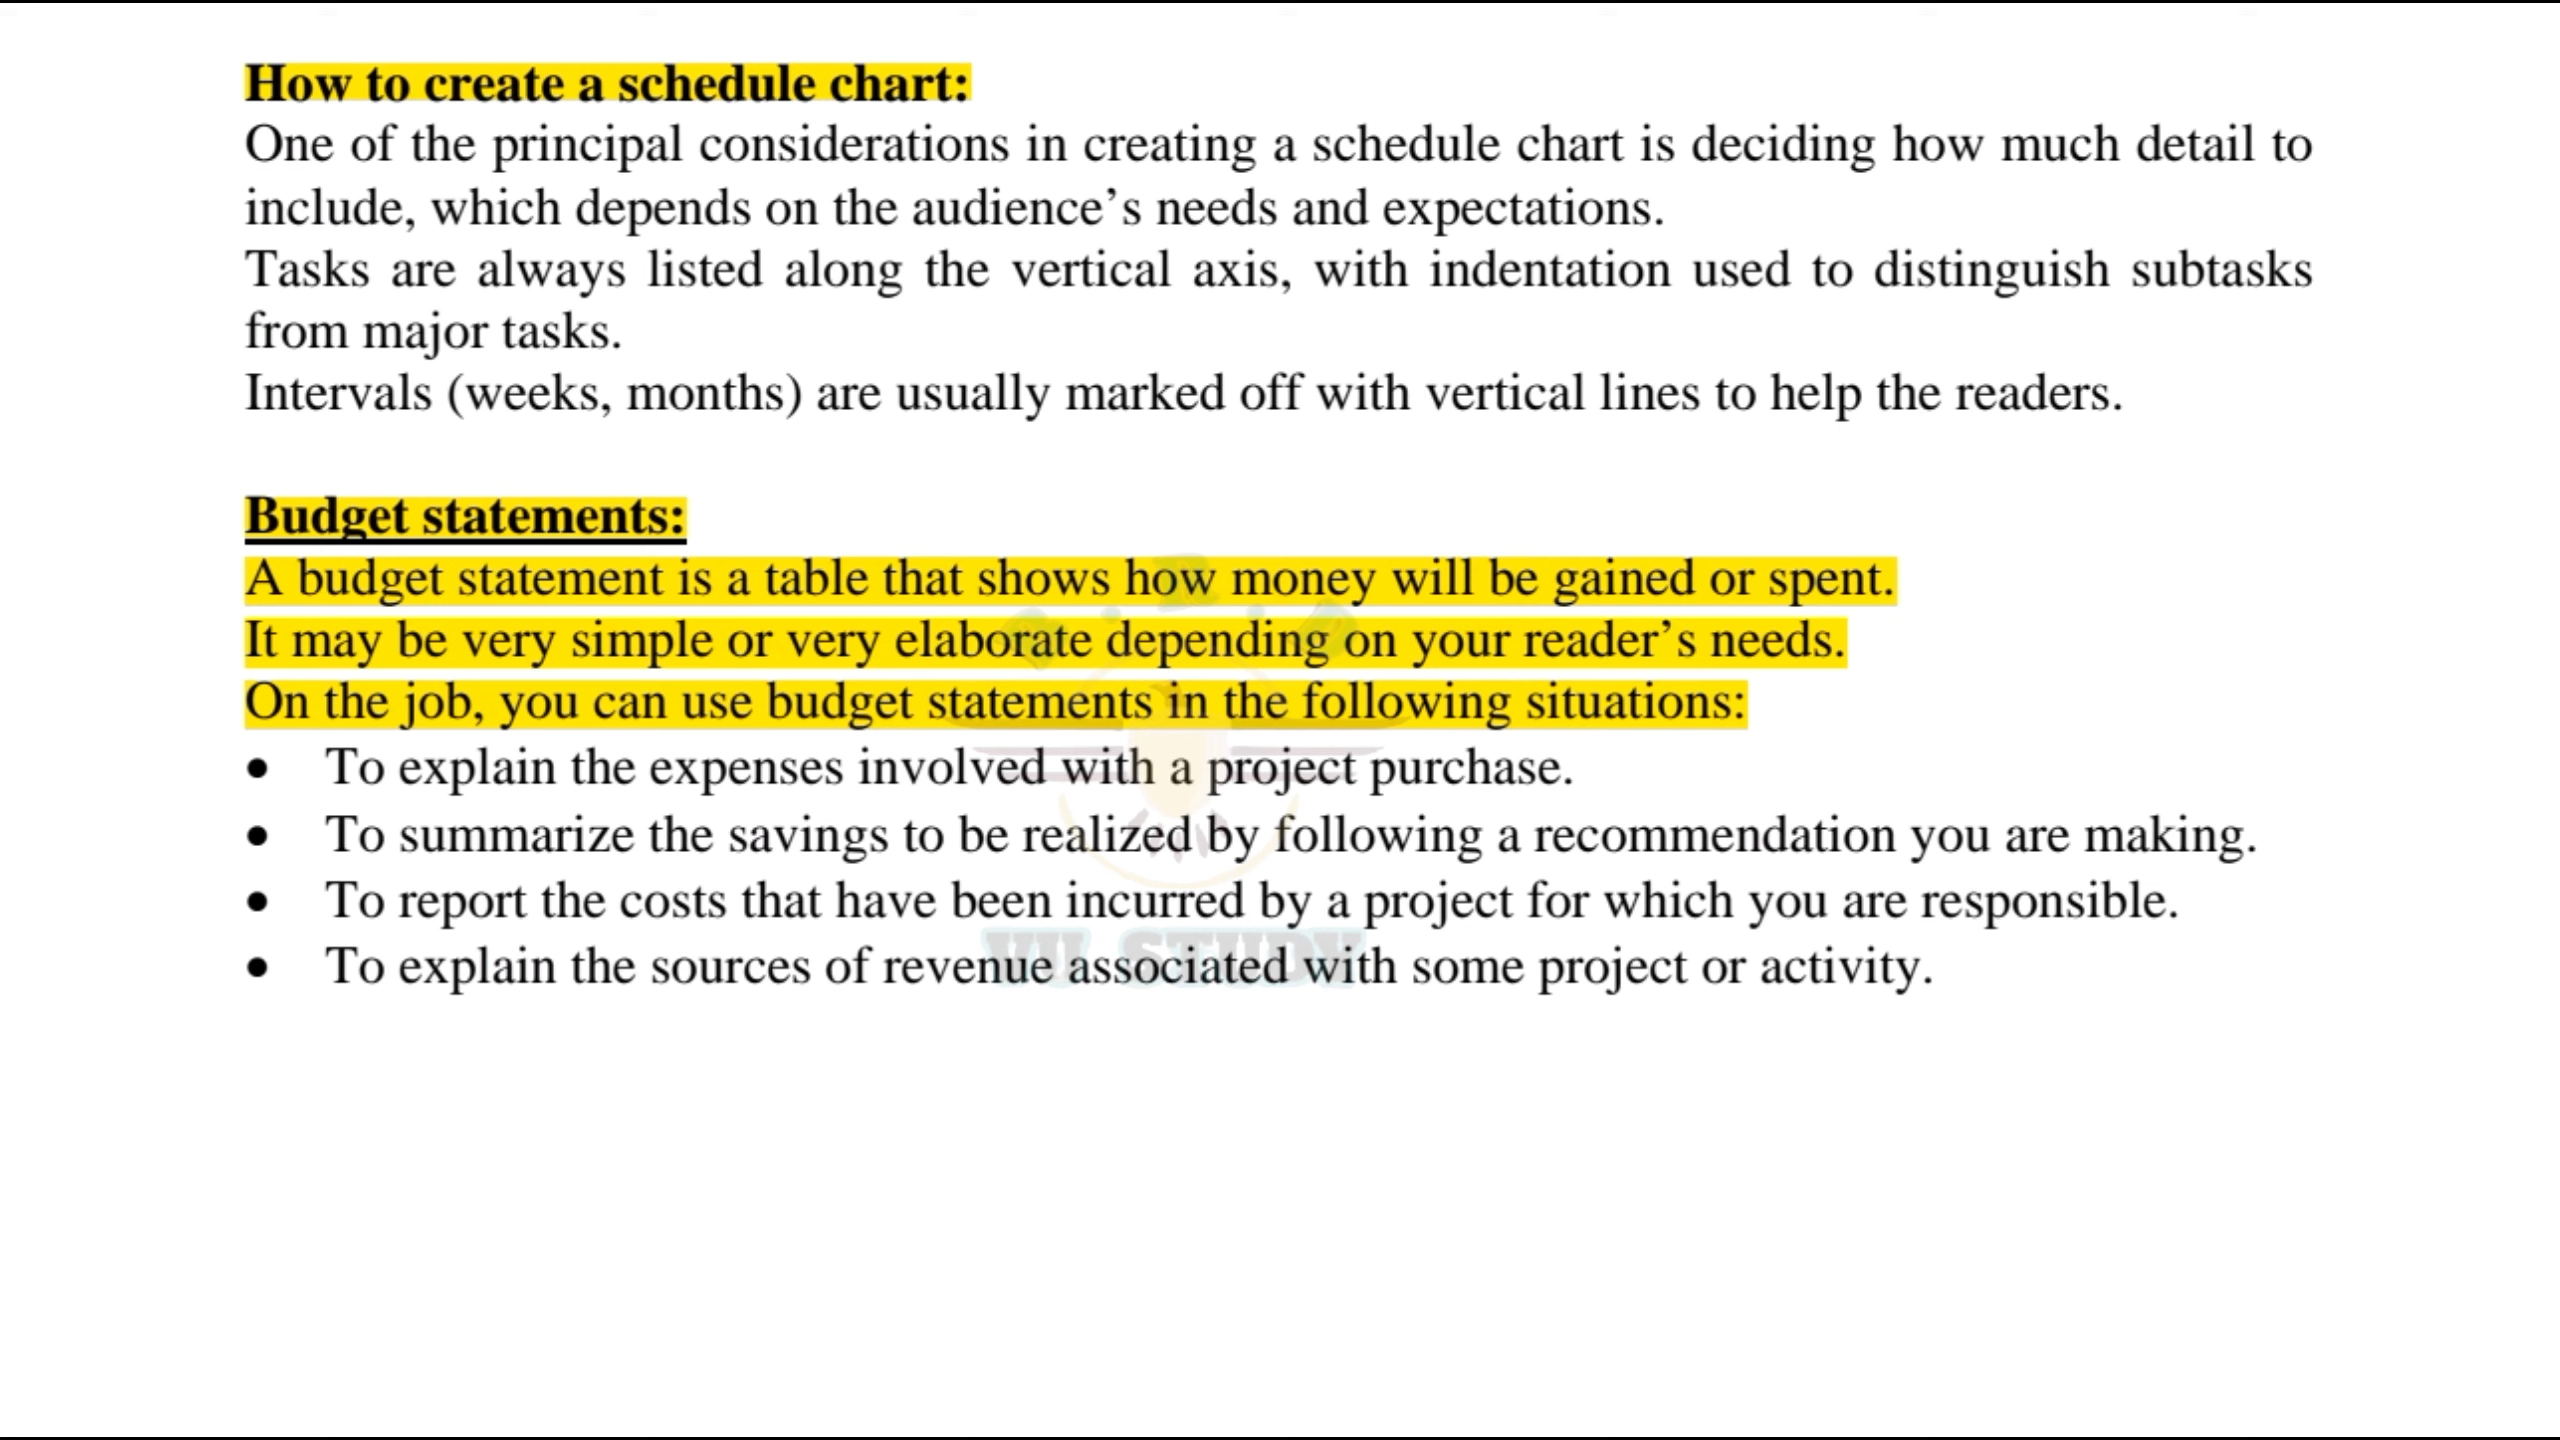 How to create a schedule chart:
One of the principal considerations in creating a schedule chart is deciding how much detail to
include, which depends on the audience’s needs and expectations.
Tasks are always listed along the vertical axis, with indentation used to distinguish subtasks
from major tasks.
Intervals (weeks, months) are usually marked off with vertical lines to help the readers.
Budget statements:
A budget statement is a table that shows how money will be gained or spent.
It may be very simple or very elaborate depending on your reader’s needs.
On the job, you can use budget statements in the following situations:
• To explain the expenses involved with a project purchase.
• To summarize the savings to be realized by following a recommendation you are making.
• To report the costs that have been incurred by a project for which you are responsible.
• To explain the sources of revenue associated with some project or activity.
VU STUDY